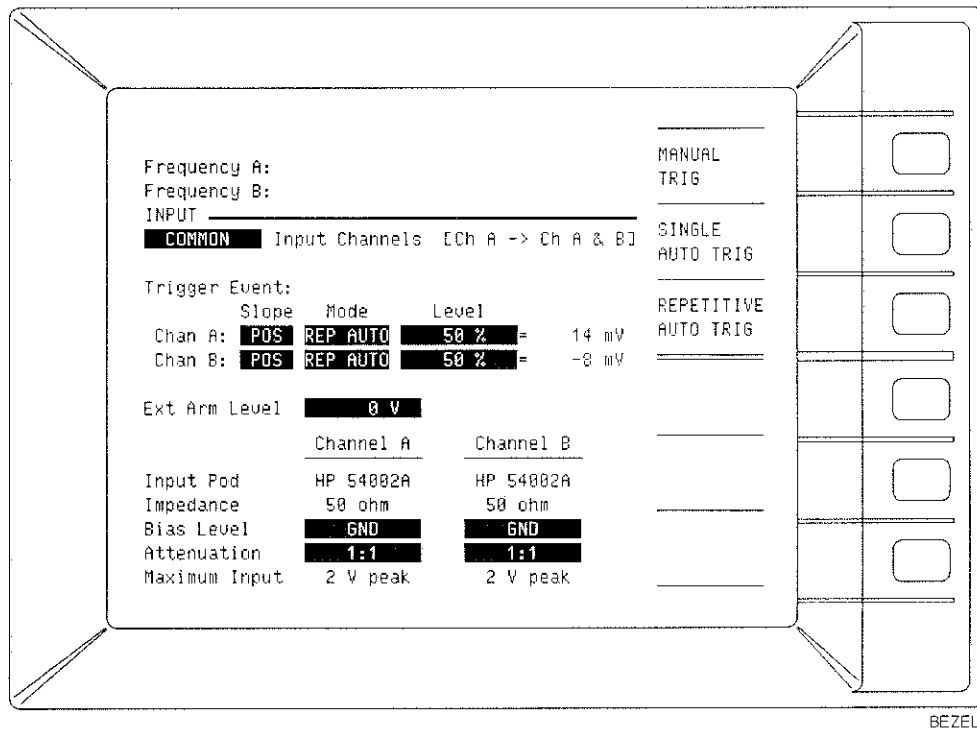 Frequency A:
Frequency B:
INPUT
COMMON Input Channels [Ch A -> Ch A & B]
Trigger Event:
Slope Mode Level
Chan A: POS REP AUTO 50 % = 14 mV
Chan B: POS REP AUTO 50 % = -8 mV
Ext Arm Level 0 V
Channel A Channel B
Input Pod HP 54002A HP 54002A
Impedance 50 ohm 50 ohm
Bias Level GND GND
Attenuation 1:1 1:1
Maximum Input 2 V peak 2 V peak
MANUAL
TRIG
SINGLE
AUTO TRIG
REPETITIVE
AUTO TRIG
BEZEL